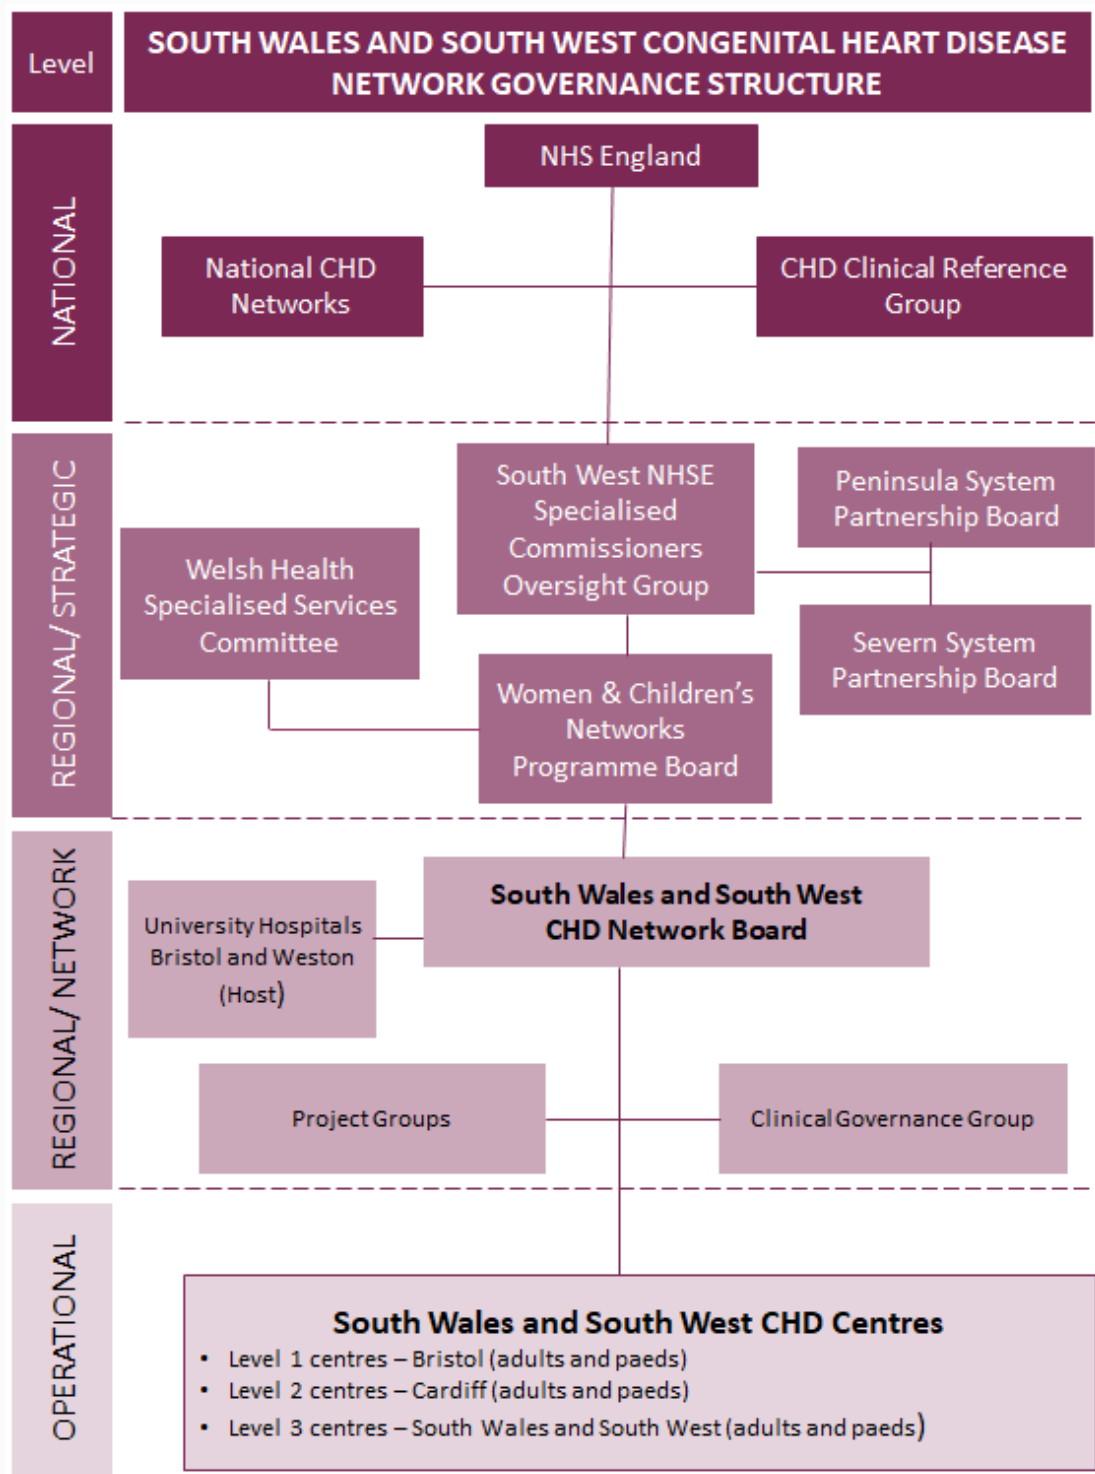 Level
SOUTH WALES AND SOUTH WEST CONGENITAL HEART DISEASE
NETWORK GOVERNANCE STRUCTURE
NATIONAL
NHS England
National CHD
Networks
CHD Clinical Reference
Group
REGIONAL/ STRATEGIC
South West NHSE
Specialised
Commissioners
Oversight Group
Peninsula System
Partnership Board
Welsh Health
Specialised Services
Committee
Severn System
Partnership Board
Women & Children’s
Networks
Programme Board
REGIONAL/ NETWORK
South Wales and South West
CHD Network Board
University Hospitals
Bristol and Weston
(Host)
Project Groups
Clinical Governance Group
OPERATIONAL
South Wales and South West CHD Centres
• Level 1 centres – Bristol (adults and paeds)
• Level 2 centres – Cardiff (adults and paeds)
• Level 3 centres – South Wales and South West (adults and paeds)